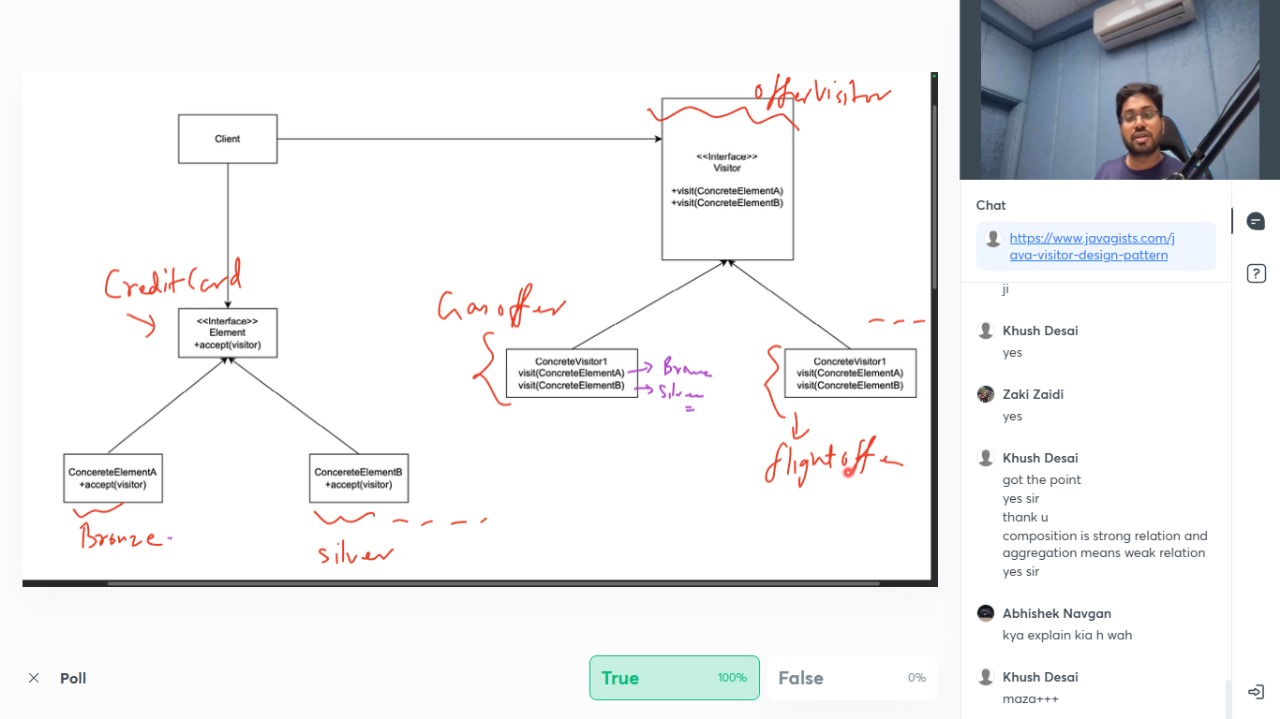 offerVisitor
Client
<<Interface>>
Visitor
+visit(ConcreteElementA)
+visit(ConcreteElementB)
CreditCard
<<Interface>>
Element
+accept(visitor)
Gasoffer
ConcreteVisitor1
visit(ConcreteElementA)
visit(ConcreteElementB)
Bronze
Silver
ConcreteVisitor1
visit(ConcreteElementA)
visit(ConcreteElementB)
flightoffer
ConcereteElementA
+accept(visitor)
Bronze
ConcereteElementB
+accept(visitor)
silver
Poll
True 100%
False 0%
Chat
https://www.javagists.com/j
ava-visitor-design-pattern
ji
Khush Desai
yes
Zaki Zaidi
yes
Khush Desai
got the point
yes sir
thank u
composition is strong relation and
aggregation means weak relation
yes sir
Abhishek Navgan
kya explain kia h wah
Khush Desai
maza+++